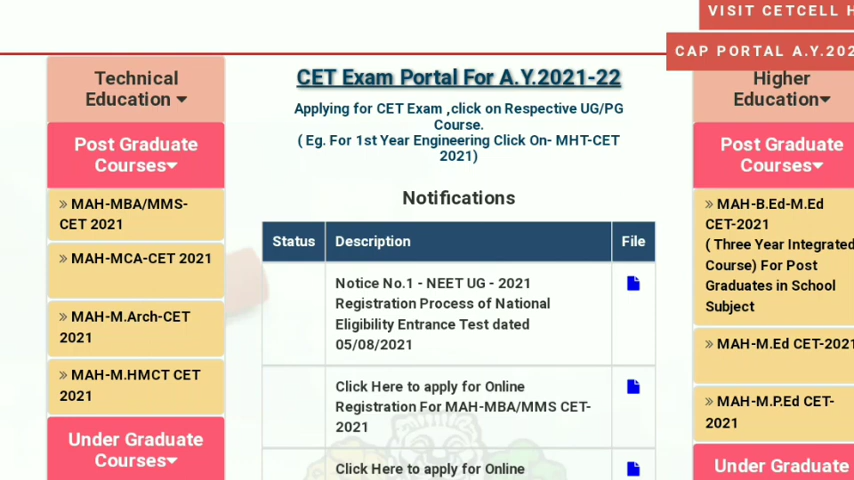 VISIT CETCELL H
CAP PORTAL A.Y.202
Technical
Education
Post Graduate
Courses
» MAH-MBA/MMS-
CET 2021
» MAH-MCA-CET 2021
» MAH-M.Arch-CET
2021
» MAH-M.HMCT CET
2021
Under Graduate
Courses
CET Exam Portal For A.Y.2021-22
Applying for CET Exam ,click on Respective UG/PG
Course.
( Eg. For 1st Year Engineering Click On- MHT-CET
2021)
Notifications
Status Description File
Notice No.1 - NEET UG - 2021
Registration Process of National
Eligibility Entrance Test dated
05/08/2021
Click Here to apply for Online
Registration For MAH-MBA/MMS CET-
2021
Click Here to apply for Online
Higher
Education
Post Graduate
Courses
» MAH-B.Ed-M.Ed
CET-2021
( Three Year Integrated
Course) For Post
Graduates in School
Subject
» MAH-M.Ed CET-2021
» MAH-M.P.Ed CET-
2021
Under Graduate